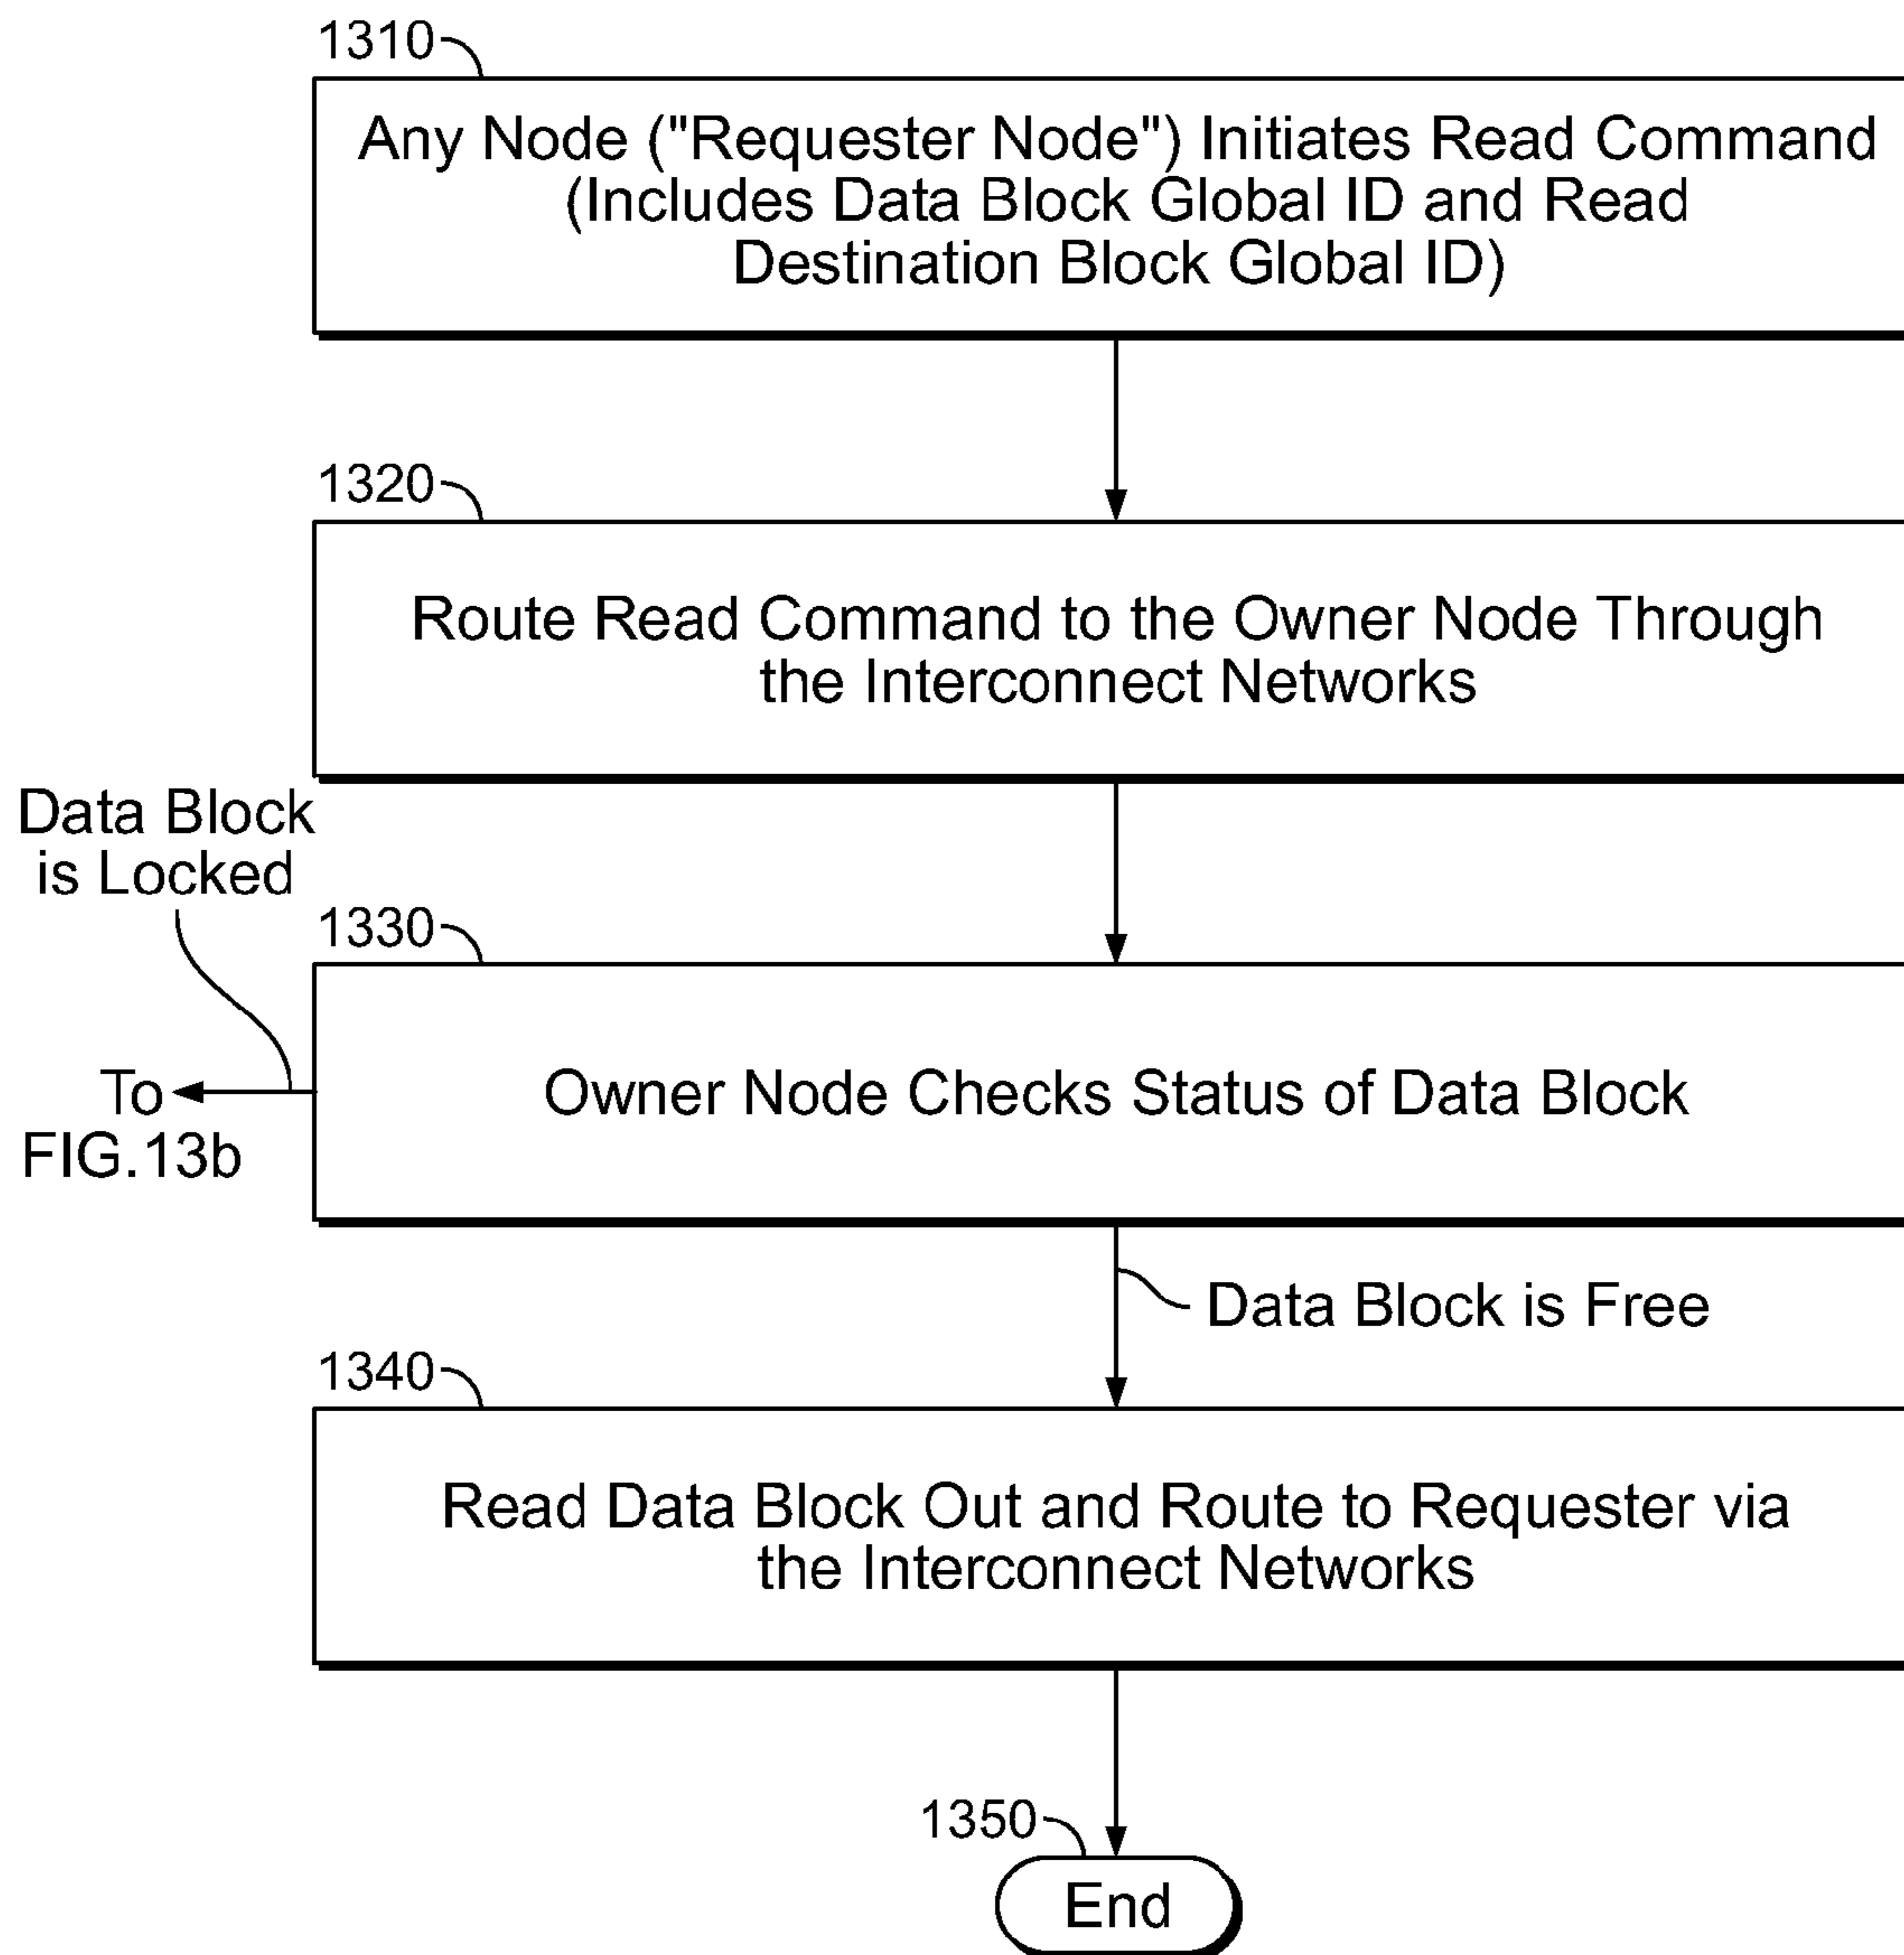 1310
Any Node ("Requester Node") Initiates Read Command
(Includes Data Block Global ID and Read
Destination Block Global ID)
1320
Route Read Command to the Owner Node Through
the Interconnect Networks
Data Block
is Locked
1330
To
FIG.13b
Owner Node Checks Status of Data Block
Data Block is Free
1340
Read Data Block Out and Route to Requester via
the Interconnect Networks
1350
End